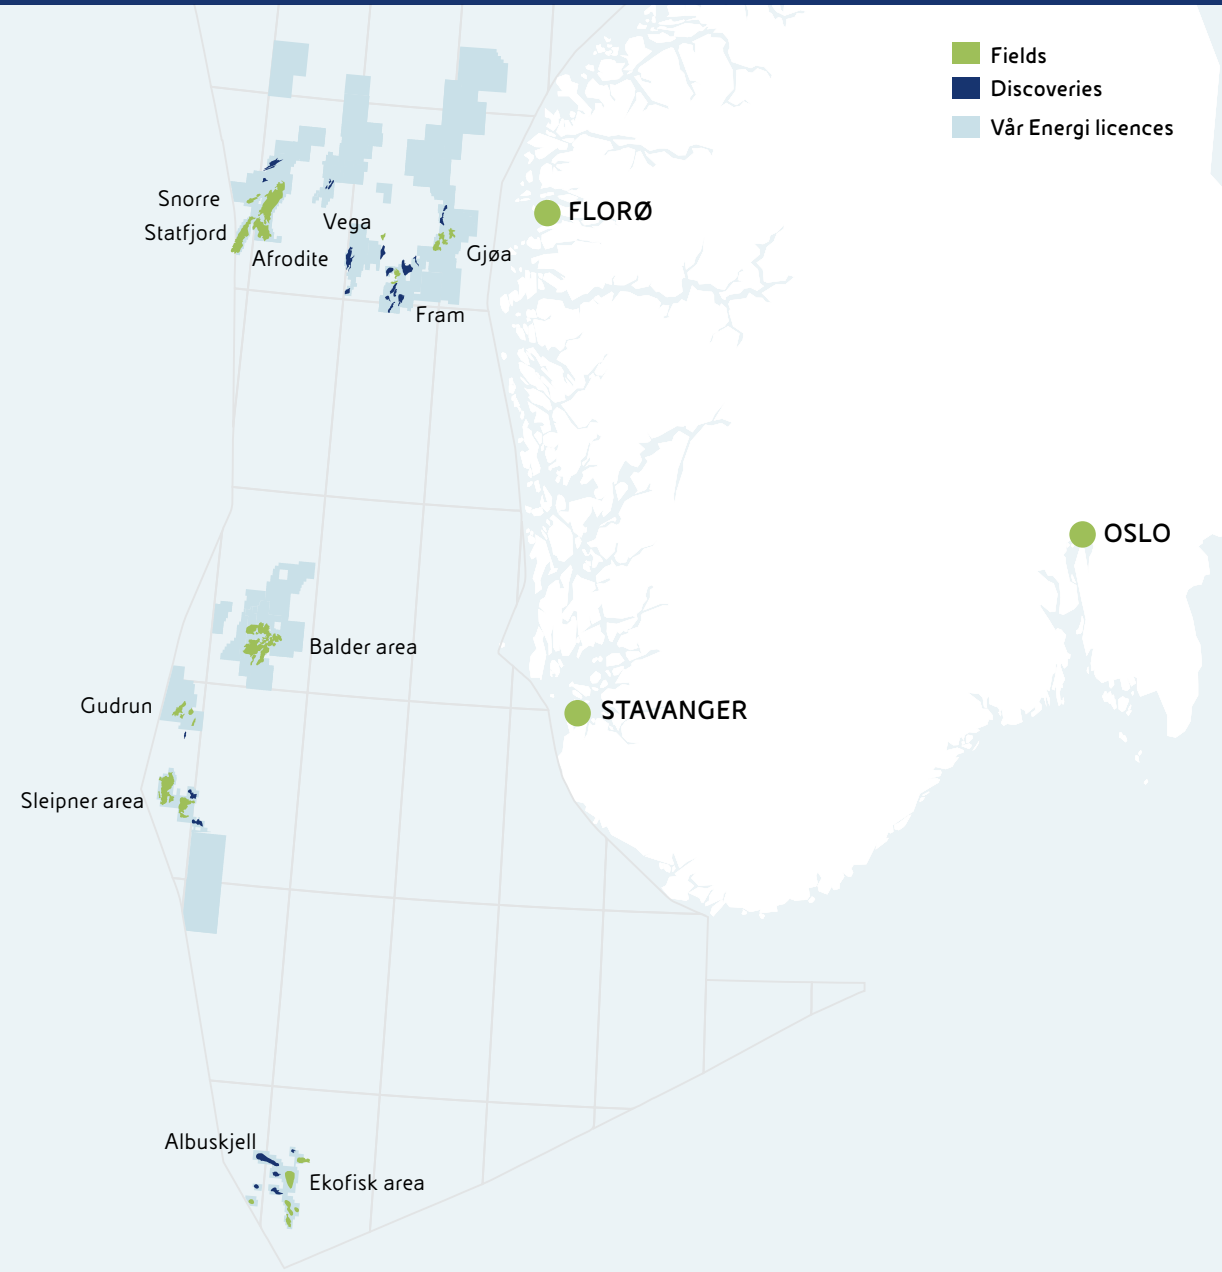 Fields
Discoveries
Vår Energi licences
Snorre
Statfjord
Vega
Afrodite
Gjøa
Fram
FLORØ
OSLO
Balder area
Gudrun
STAVANGER
Sleipner area
Albuskjell
Ekofisk area